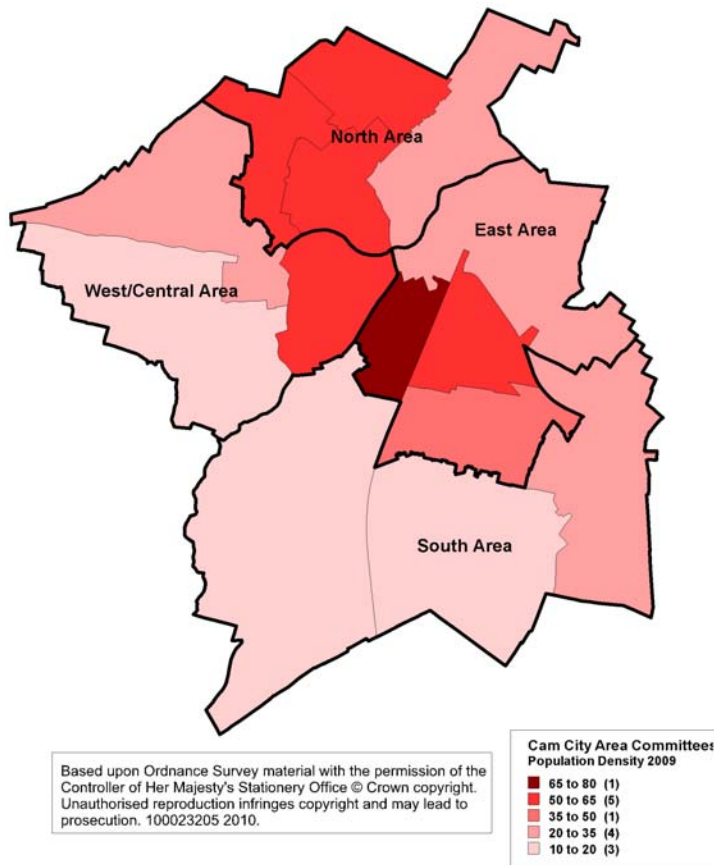 North Area
East Area
West/Central Area
South Area
Based upon Ordnance Survey material with the permission of the
Controller of Her Majesty's Stationery Office © Crown copyright.
Unauthorised reproduction infringes copyright and may lead to
prosecution. 100023205 2010.
Cam City Area Committees
Population Density 2009
65 to 80 (1)
50 to 65 (5)
35 to 50 (1)
20 to 35 (4)
10 to 20 (3)